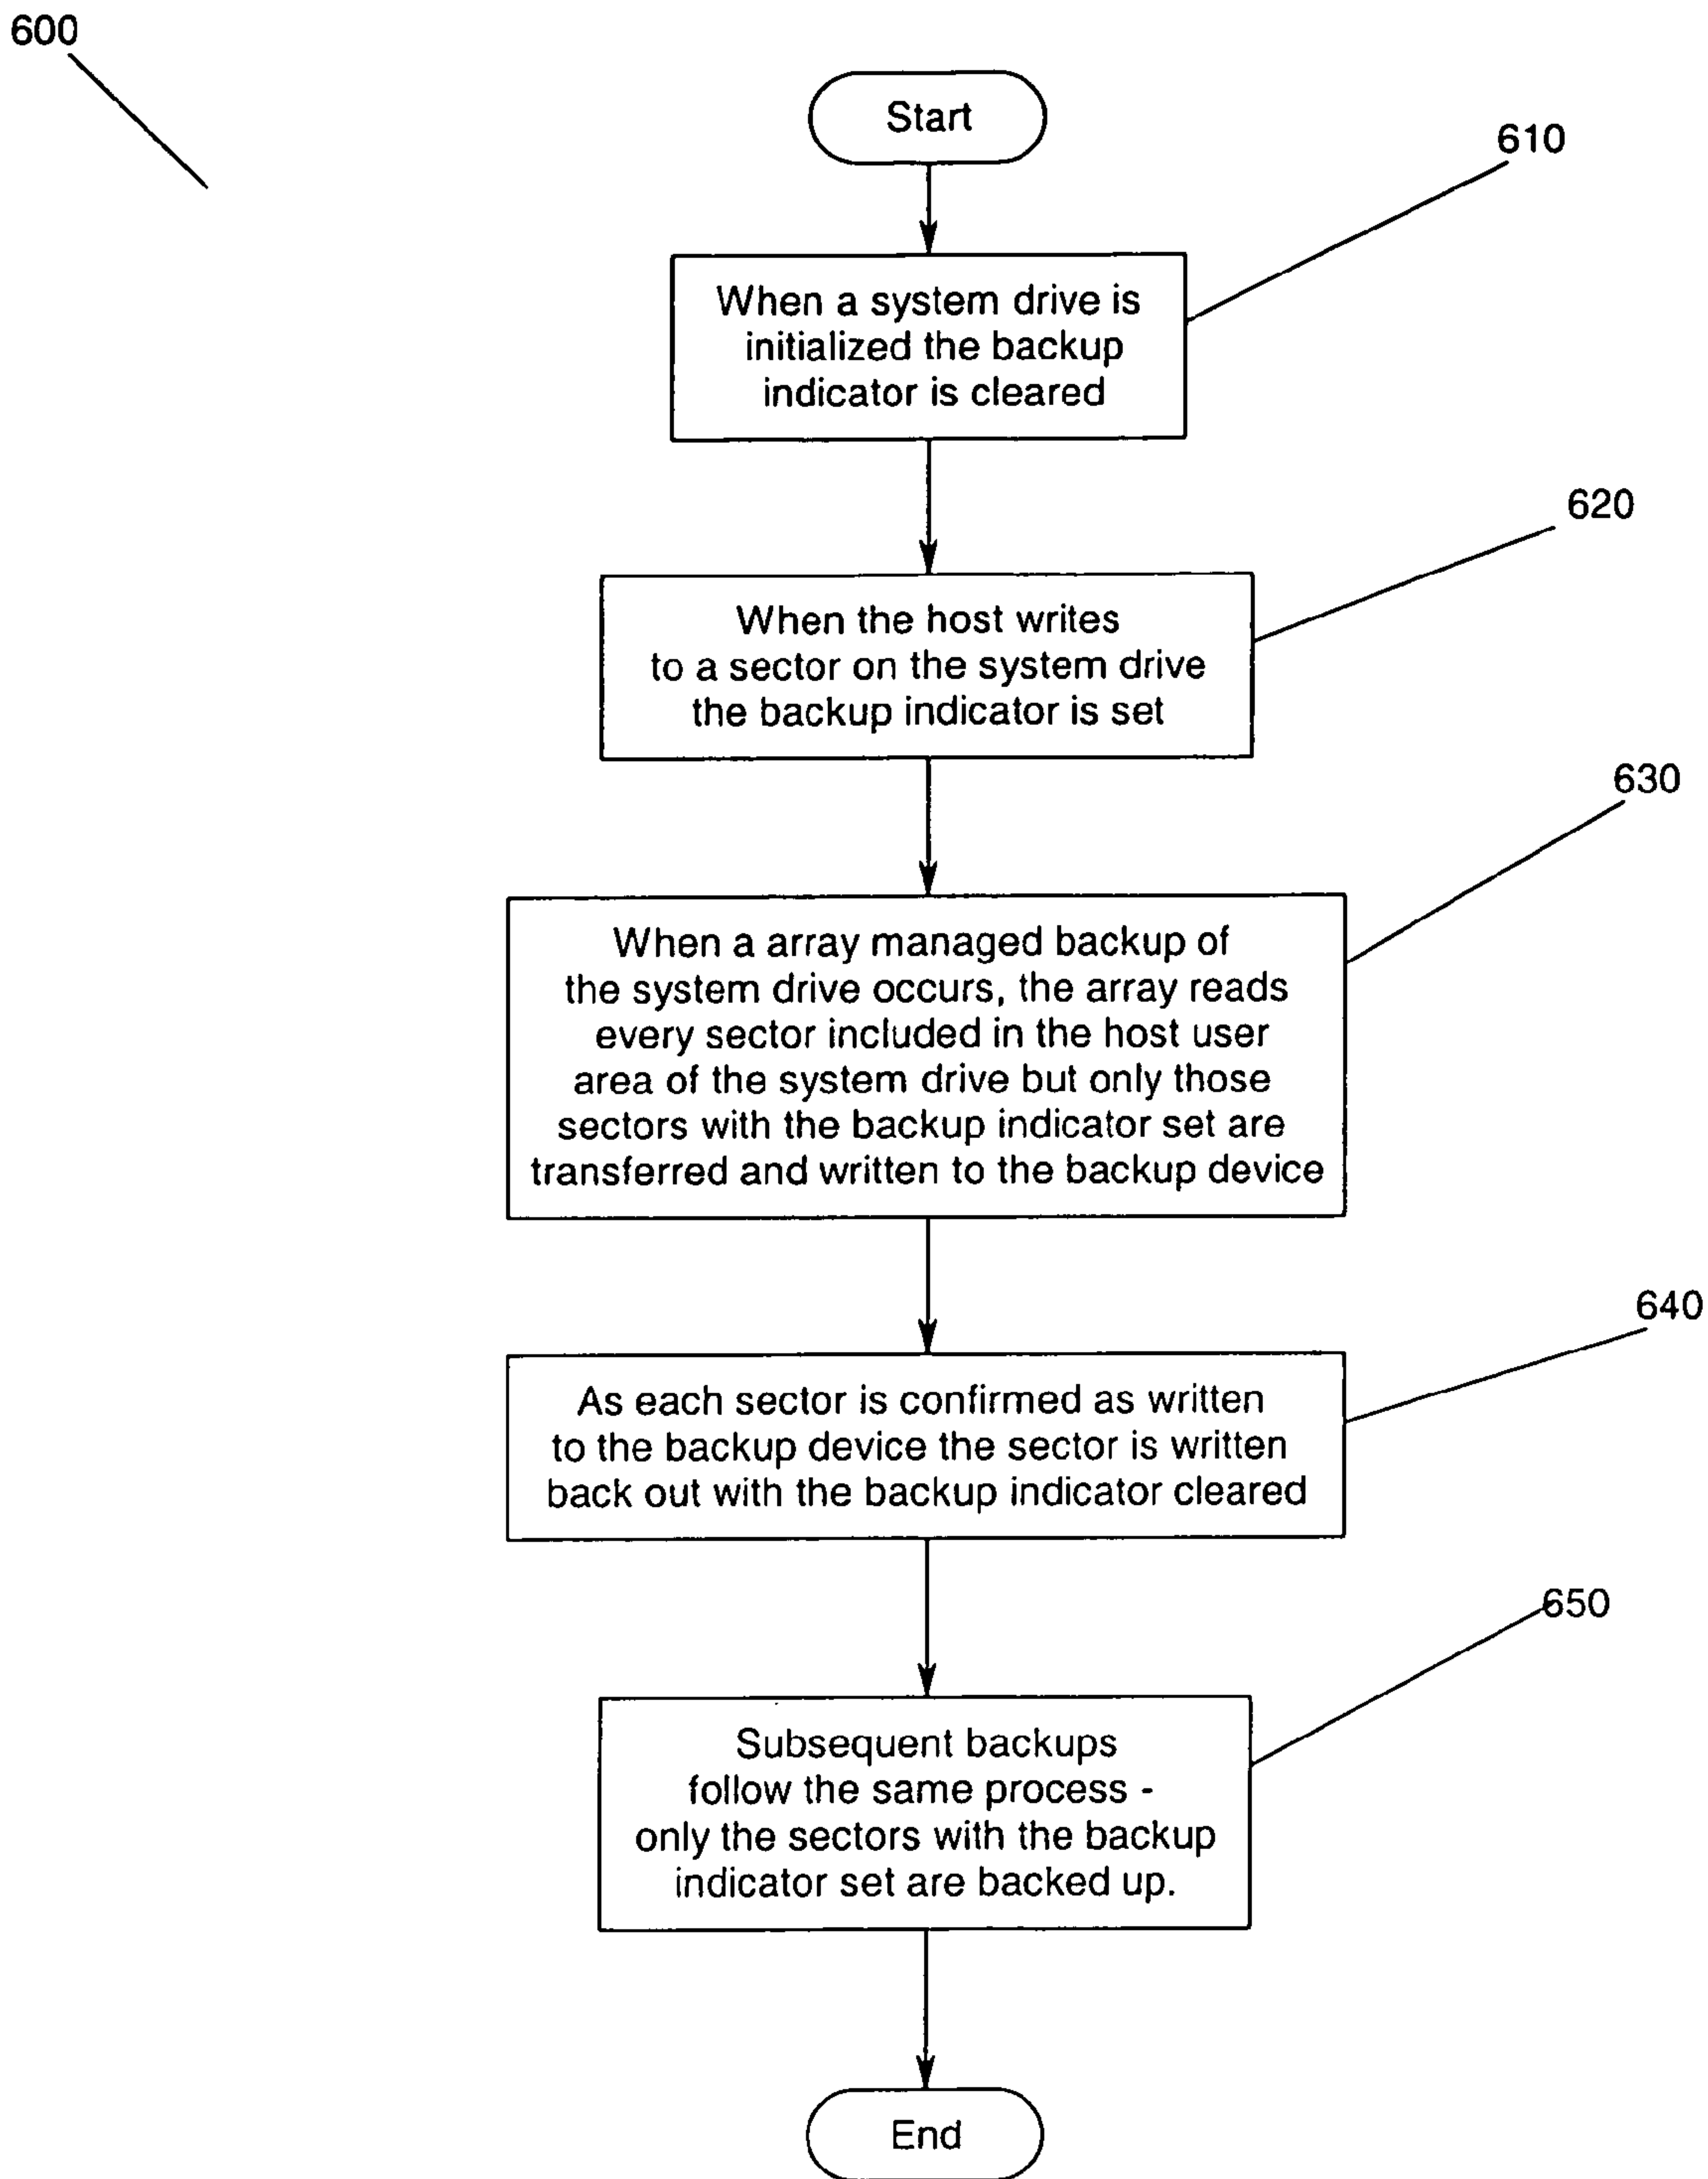 600
Start
610
When a system drive is
initialized the backup
indicator is cleared
620
When the host writes
to a sector on the system drive
the backup indicator is set
630
When a array managed backup of
the system drive occurs, the array reads
every sector included in the host user
area of the system drive but only those
sectors with the backup indicator set are
transferred and written to the backup device
640
As each sector is confirmed as written
to the backup device the sector is written
back out with the backup indicator cleared
650
Subsequent backups
follow the same process -
only the sectors with the backup
indicator set are backed up.
End